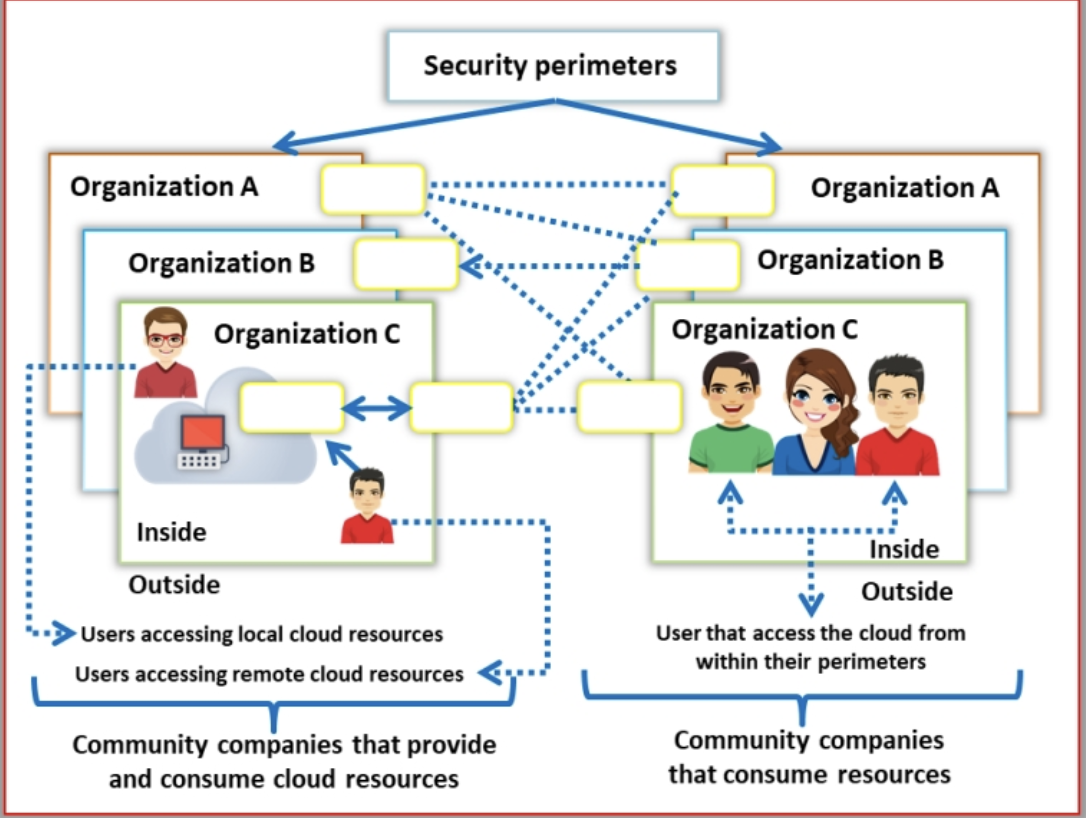 Security perimeters
Organization A
Organization A
Organization B
Organization B
Organization C
Organization C
Inside
Inside
Outside
Outside
Users accessing local cloud resources
Users accessing remote cloud resources
User that access the cloud from
within their perimeters
Community companies that provide
and consume cloud resources
Community companies
that consume resources